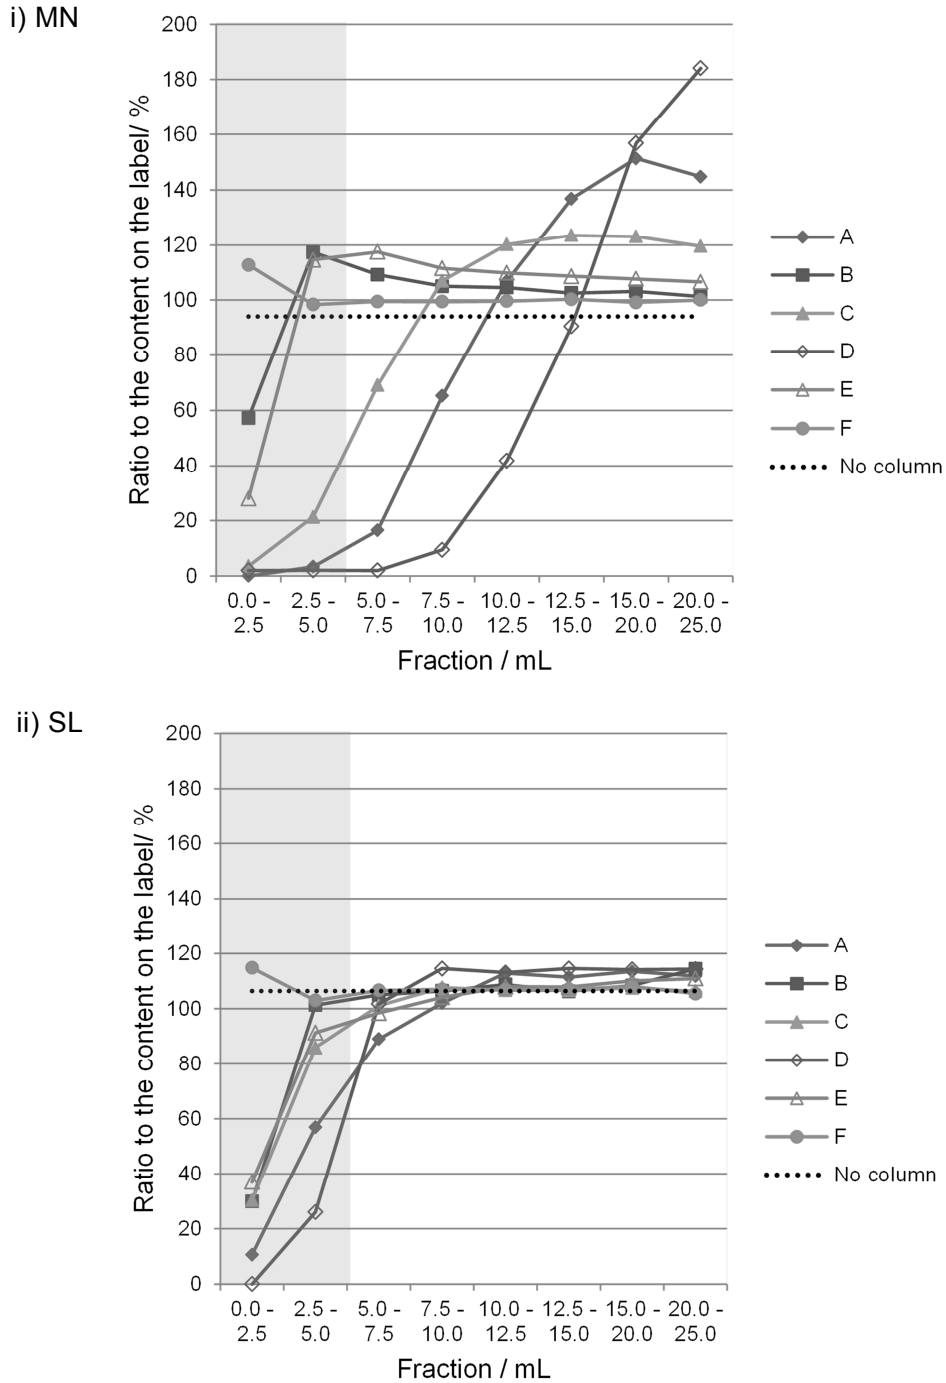 i) MN
200
180
160
140
120
100
80
60
40
20
0
Ratio to the content on the label/ %
0.0 - 2.5 - 5.0 - 7.5 - 10.0 - 12.5 - 15.0 - 20.0 -
2.5 5.0 7.5 10.0 12.5 15.0 20.0 25.0
Fraction / mL
A
B
C
D
E
F
No column
ii) SL
200
180
160
140
120
100
80
60
40
20
0
Ratio to the content on the label/ %
0.0 - 2.5 - 5.0 - 7.5 - 10.0 - 12.5 - 15.0 - 20.0 -
2.5 5.0 7.5 10.0 12.5 15.0 20.0 25.0
Fraction / mL
A
B
C
D
E
F
No column